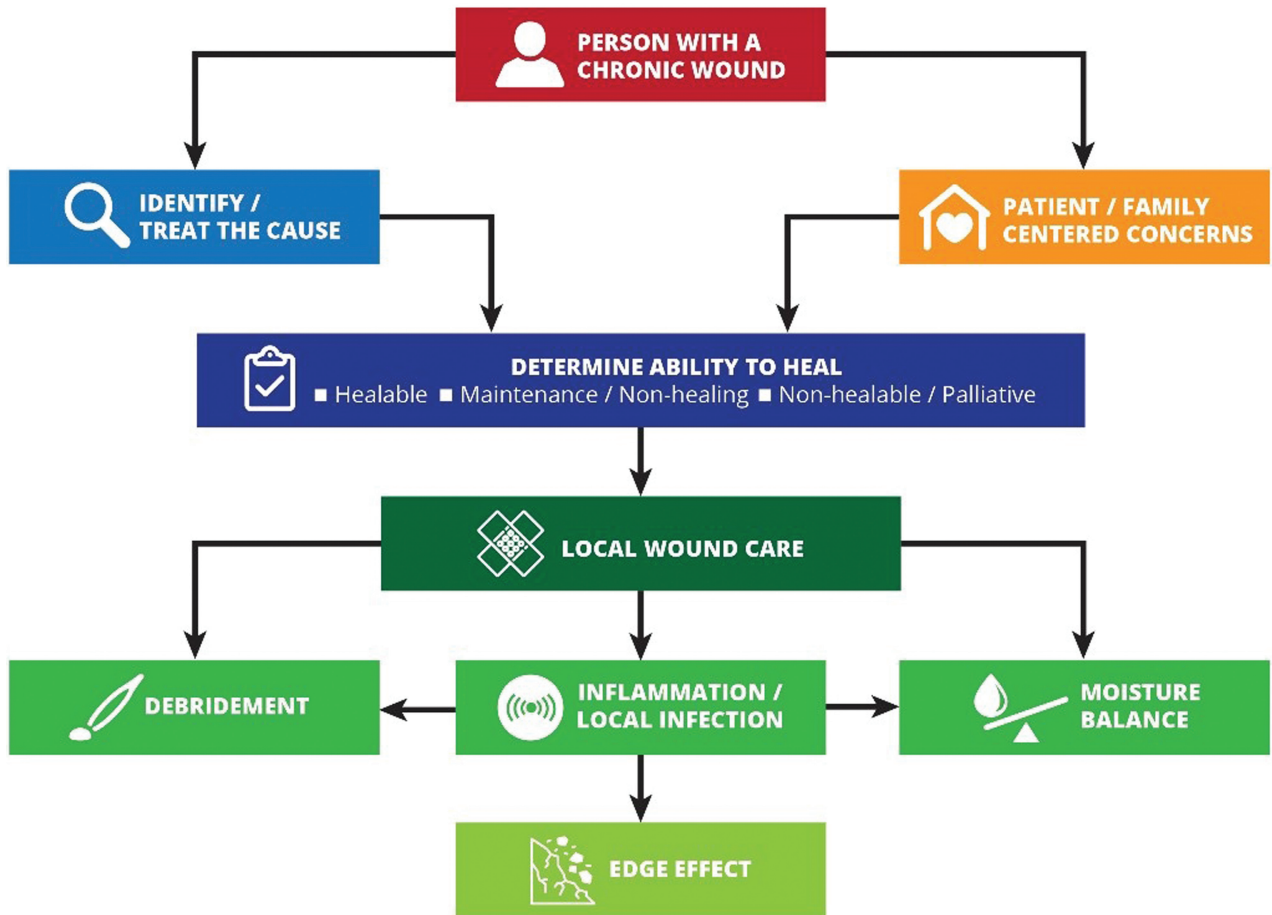 PERSON WITH A
CHRONIC WOUND
IDENTIFY /
TREAT THE CAUSE
PATIENT / FAMILY
CENTERED CONCERNS
DETERMINE ABILITY TO HEAL
■ Healable ■ Maintenance / Non-healing ■ Non-healable / Palliative
LOCAL WOUND CARE
DEBRIDEMENT
INFLAMMATION /
LOCAL INFECTION
MOISTURE
BALANCE
EDGE EFFECT